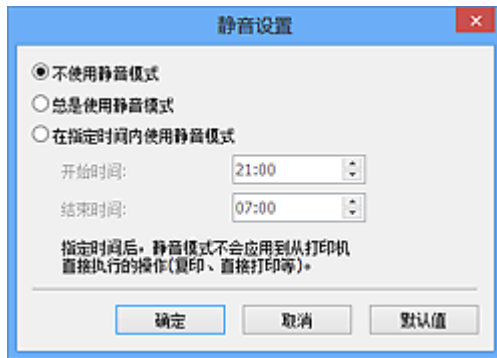 静音设置
不使用静音模式
总是使用静音模式
在指定时间内使用静音模式
开始时间: 21:00
结束时间: 07:00
指定时间后，静音模式不会应用到从打印机
直接执行的操作(复印、直接打印等)。
确定 取消 默认值